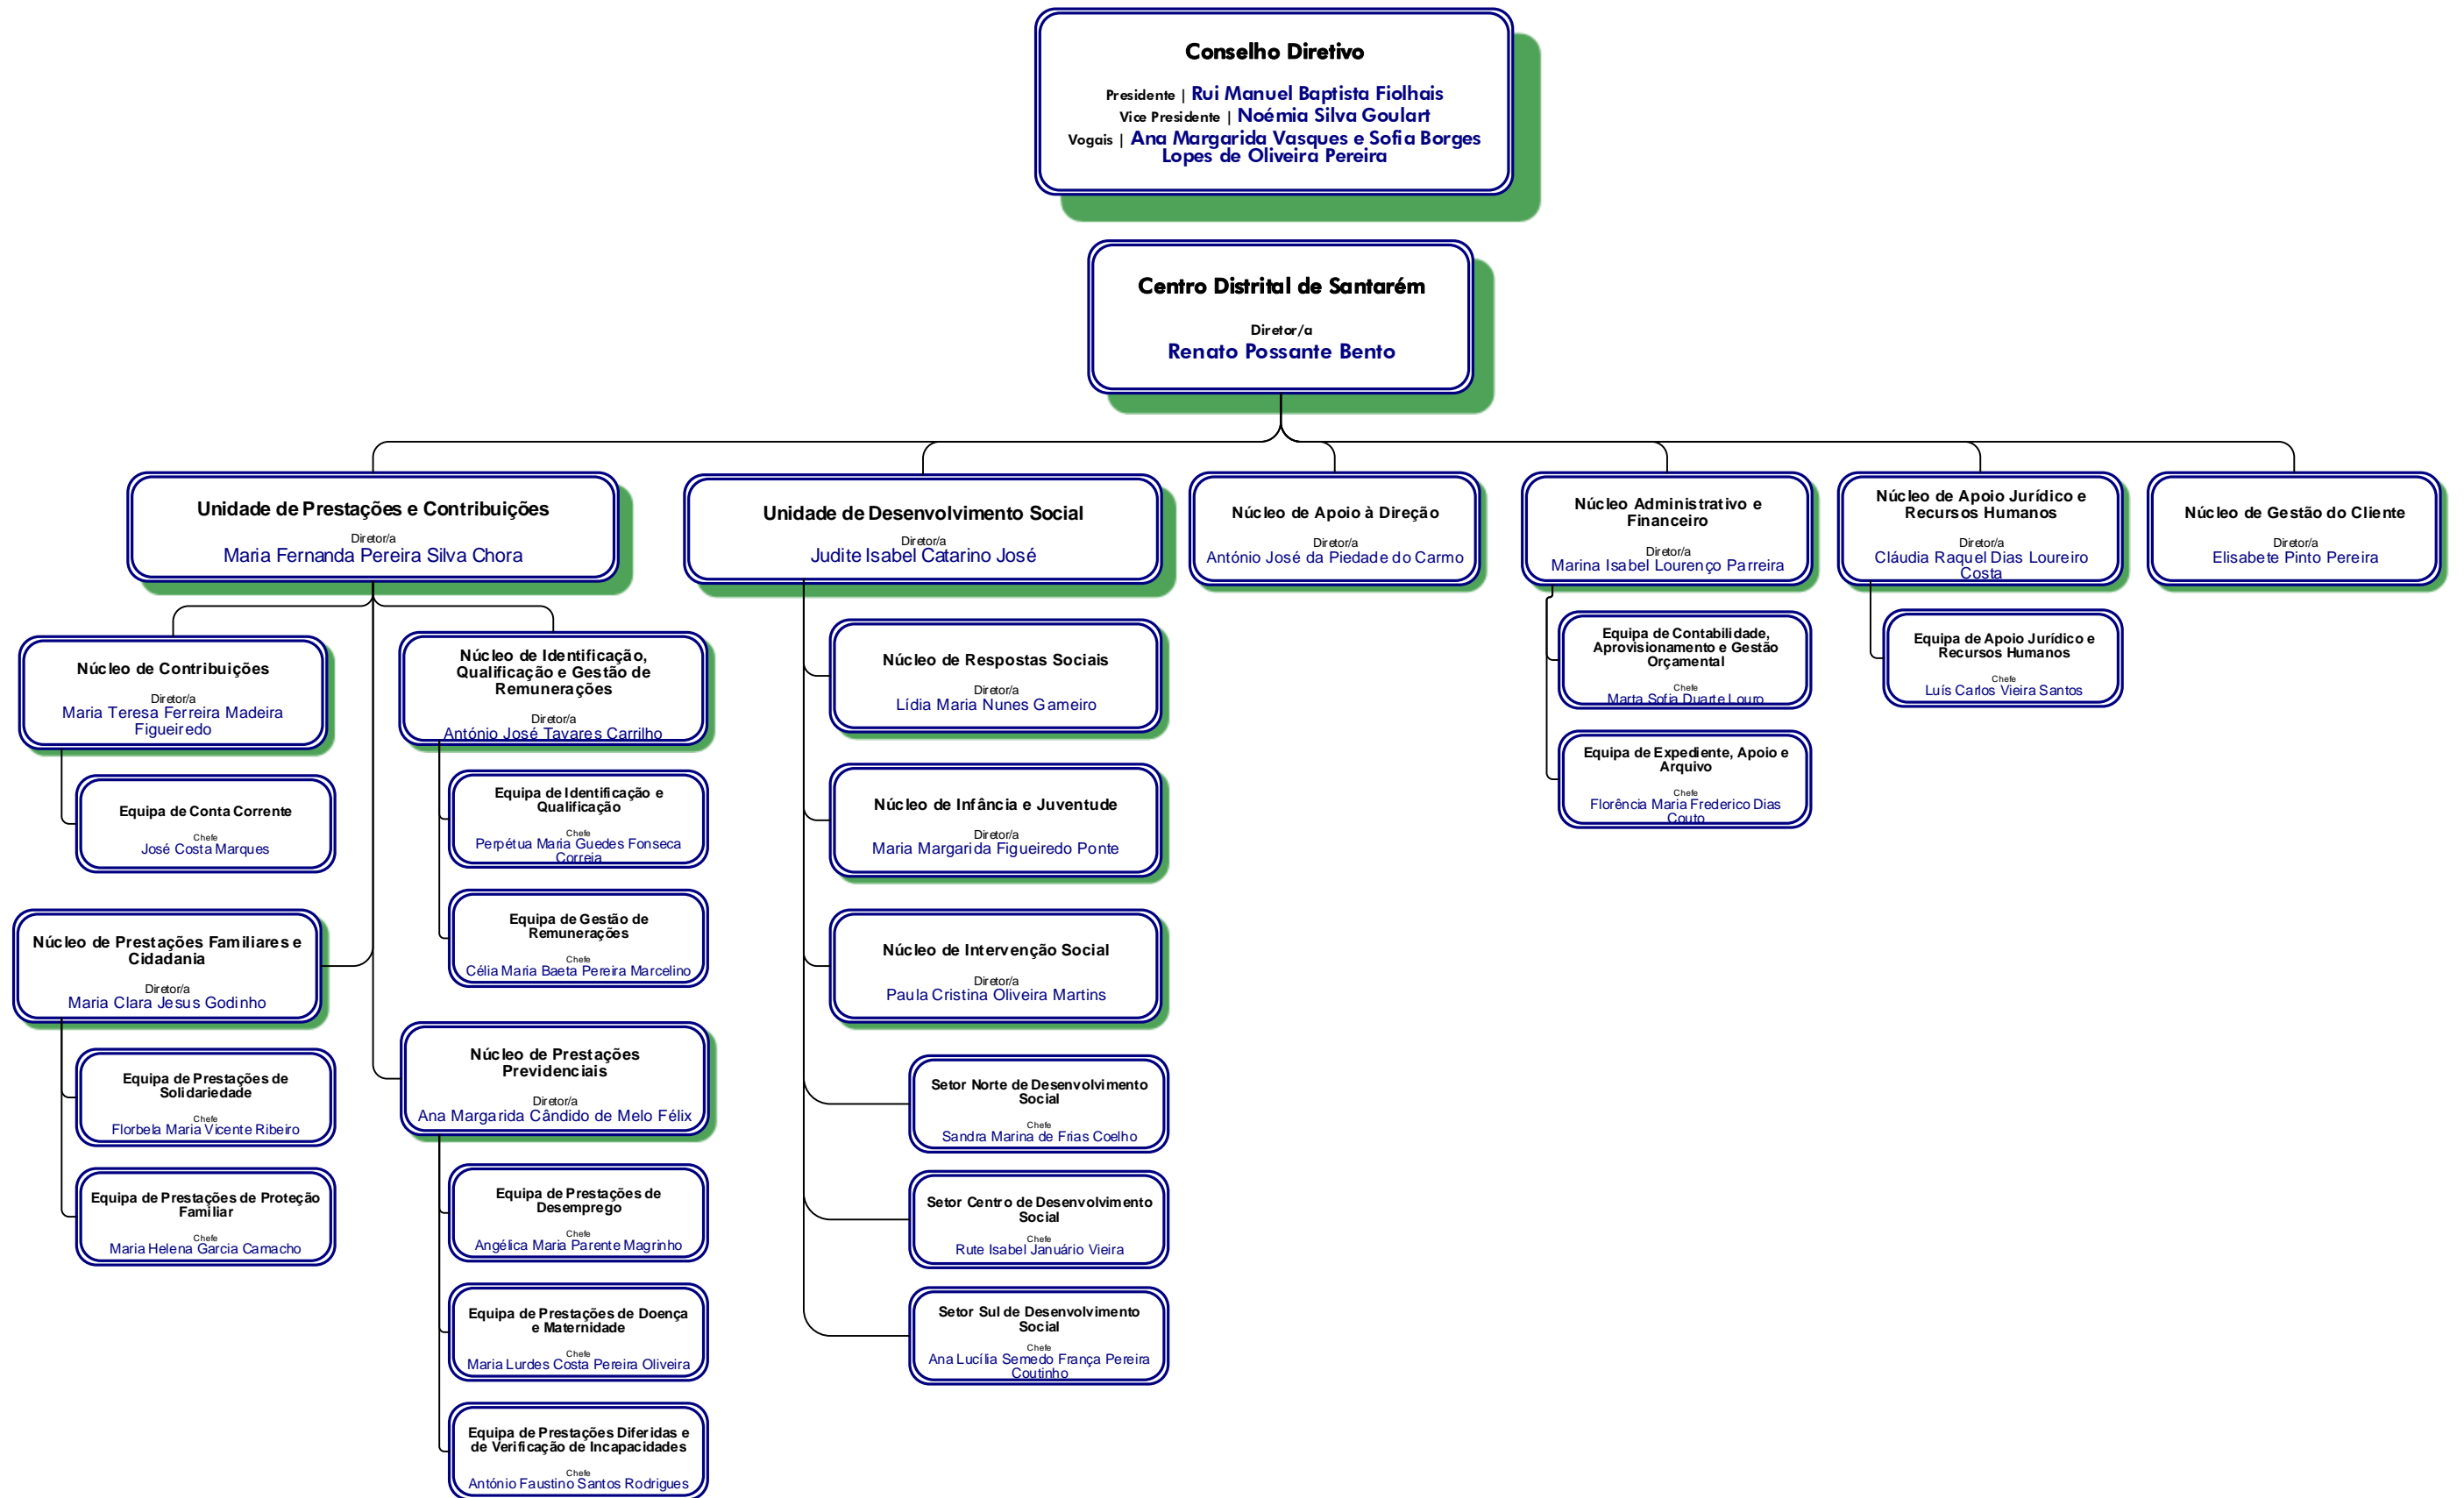 Conselho Diretivo
Presidente | Rui Manuel Baptista Fiolhais
Vice Presidente | Noémia Silva Goulart
Vogais | Ana Margarida Vasques e Sofia Borges
Lopes de Oliveira Pereira
Centro Distrital de Santarém
Diretor/a
Renato Possante Bento
Unidade de Prestações e Contribuições
Diretor/a
Maria Fernanda Pereira Silva Chora
Unidade de Desenvolvimento Social
Diretor/a
Judite Isabel Catarino José
Núcleo de Apoio à Direção
Diretor/a
António José da Piedade do Carmo
Núcleo Administrativo e
Financeiro
Diretor/a
Marina Isabel Lourenço Parreira
Núcleo de Apoio Jurídico e
Recursos Humanos
Diretor/a
Cláudia Raquel Dias Loureiro
Costa
Núcleo de Gestão do Cliente
Diretor/a
Elisabete Pinto Pereira
Núcleo de Contribuições
Diretor/a
Maria Teresa Ferreira Madeira
Figueiredo
Equipa de Conta Corrente
Chefe
José Costa Marques
Núcleo de Prestações Familiares e
Cidadania
Diretor/a
Maria Clara Jesus Godinho
Equipa de Prestações de
Solidariedade
Chefe
Florbela Maria Vicente Ribeiro
Equipa de Prestações de Proteção
Familiar
Chefe
Maria Helena Garcia Camacho
Núcleo de Identificação,
Qualificação e Gestão de
Remunerações
Diretor/a
António José Tavares Carrilho
Equipa de Identificação e
Qualificação
Chefe
Perpétua Maria Guedes Fonseca
Correia
Equipa de Gestão de
Remunerações
Chefe
Célia Maria Baeta Pereira Marcelino
Núcleo de Prestações
Previdenciais
Diretor/a
Ana Margarida Cândido de Melo Félix
Equipa de Prestações de
Desemprego
Chefe
Angélica Maria Parente Magrinho
Equipa de Prestações de Doença
e Maternidade
Chefe
Maria Lurdes Costa Pereira Oliveira
Equipa de Prestações Diferidas e
de Verificação de Incapacidades
Chefe
António Faustino Santos Rodrigues
Núcleo de Respostas Sociais
Diretor/a
Lídia Maria Nunes Gameiro
Núcleo de Infância e Juventude
Diretor/a
Maria Margarida Figueiredo Ponte
Núcleo de Intervenção Social
Diretor/a
Paula Cristina Oliveira Martins
Setor Norte de Desenvolvimento
Social
Chefe
Sandra Marina de Frias Coelho
Setor Centro de Desenvolvimento
Social
Chefe
Rute Isabel Januário Vieira
Setor Sul de Desenvolvimento
Social
Chefe
Ana Lucília Semedo França Pereira
Coutinho
Equipa de Contabilidade,
Aprovisionamento e Gestão
Orçamental
Chefe
Marta Sofia Duarte Louro
Equipa de Expediente, Apoio e
Arquivo
Chefe
Florência Maria Frederico Dias
Couto
Equipa de Apoio Jurídico e
Recursos Humanos
Chefe
Luís Carlos Vieira Santos